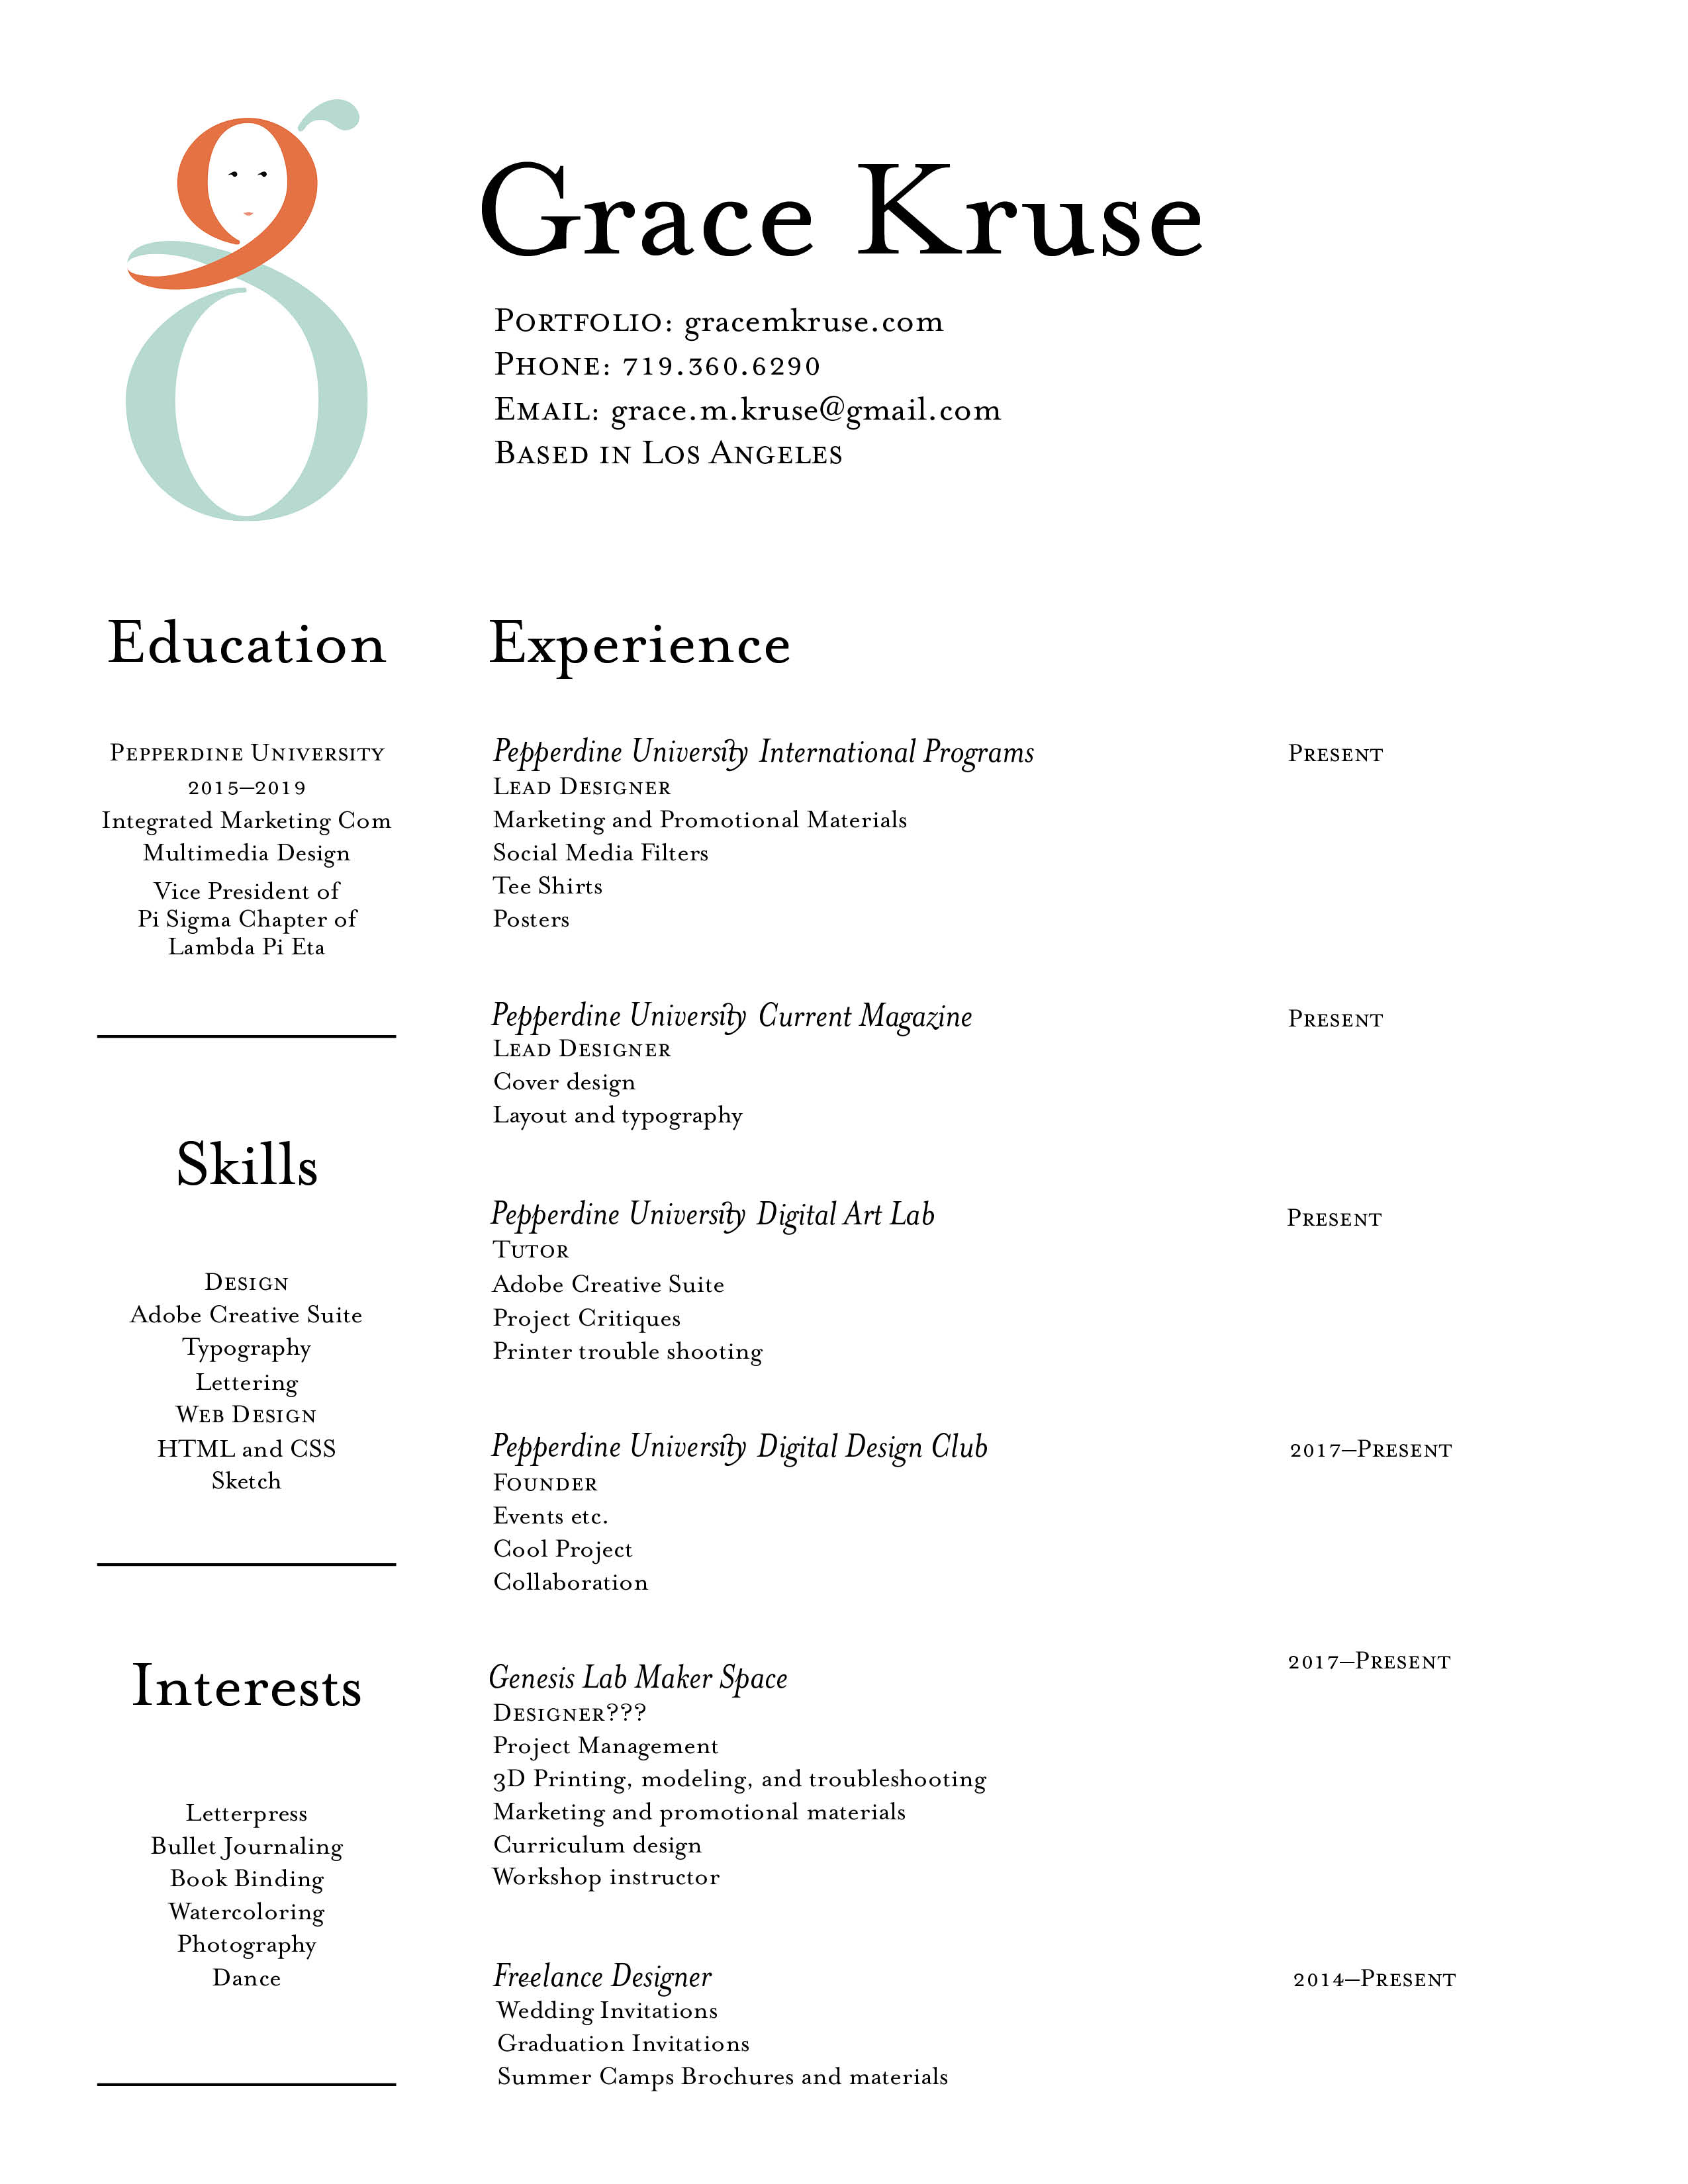 Grace Kruse
Portfolio: gracemkruse.com
Phone: 719.360.6290
Email: grace.m.kruse@gmail.com
Based in Los Angeles
Education
Pepperdine University
2015–2019
Integrated Marketing Com
Multimedia Design
Vice President of
Pi Sigma Chapter of
Lambda Pi Eta
Skills
Design
Adobe Creative Suite
Typography
Lettering
Web Design
HTML and CSS
Sketch
Interests
Letterpress
Bullet Journaling
Book Binding
Watercoloring
Photography
Dance
Experience
Pepperdine University International Programs Present
Lead Designer
Marketing and Promotional Materials
Social Media Filters
Tee Shirts
Posters
Pepperdine University Current Magazine Present
Lead Designer
Cover design
Layout and typography
Pepperdine University Digital Art Lab Present
Tutor
Adobe Creative Suite
Project Critiques
Printer trouble shooting
Pepperdine University Digital Design Club 2017–Present
Founder
Events etc.
Cool Project
Collaboration
Genesis Lab Maker Space 2017–Present
Designer???
Project Management
3D Printing, modeling, and troubleshooting
Marketing and promotional materials
Curriculum design
Workshop instructor
Freelance Designer 2014–Present
Wedding Invitations
Graduation Invitations
Summer Camps Brochures and materials